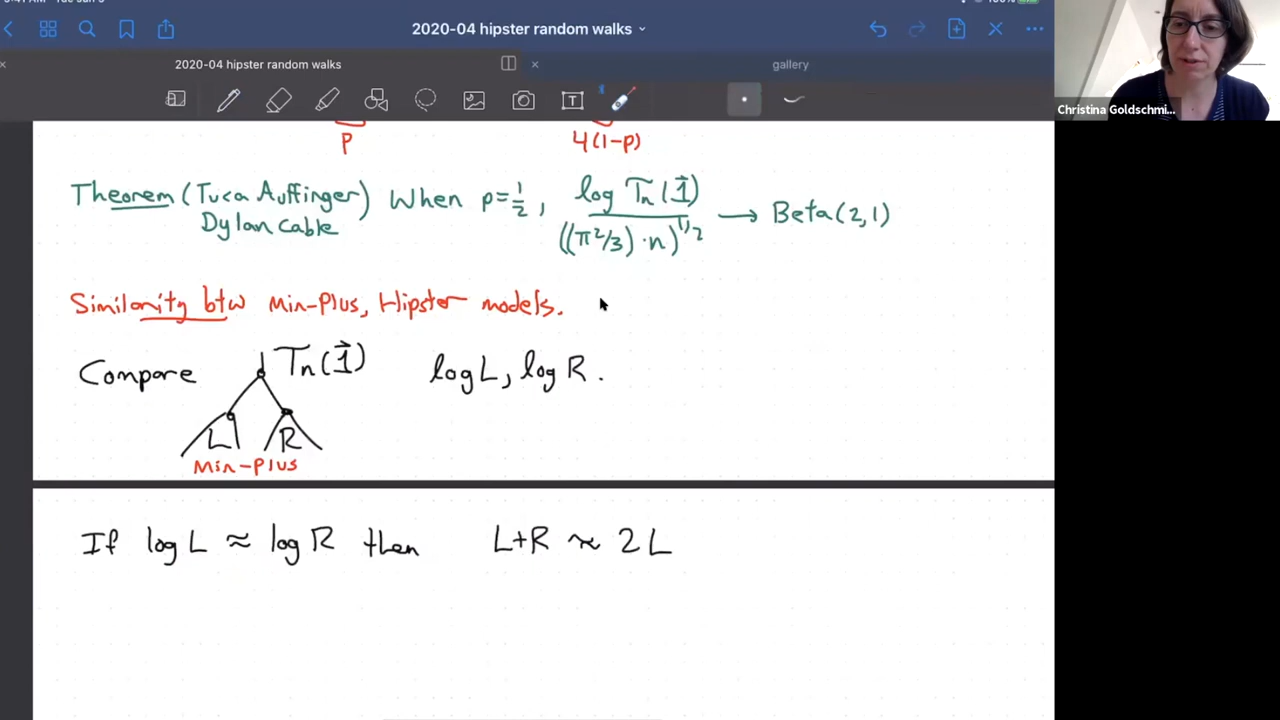 2020-04 hipster random walks
2020-04 hipster random walks
gallery
Christina Goldschmi...
p
4(1-p)
Theorem (Tuca Auffinger) When p=1/2, log Tn(1⃗) / ((π²/3)·n)^1/2 → Beta(2,1)
Dylan Cable
Similarity btw Min-Plus, Hipster models.
Compare Tn(1⃗) log L, log R.
L R
Min-Plus
If log L ≈ log R then L+R ≈ 2L